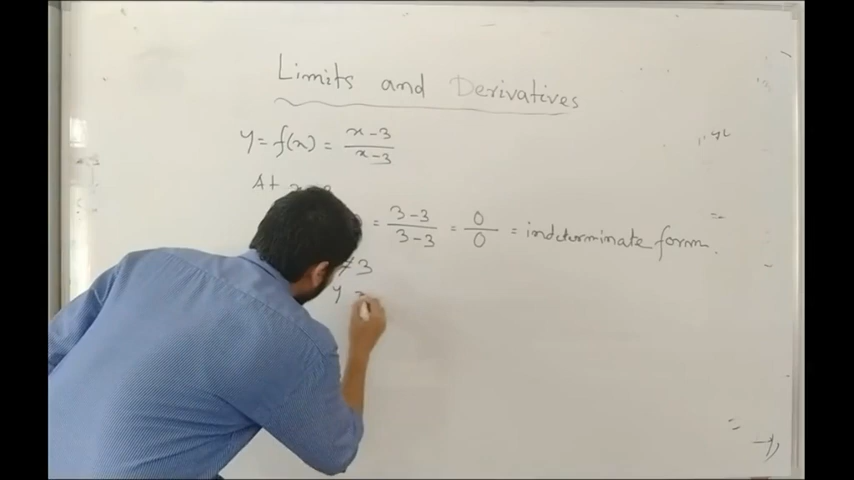 Limits and Derivatives
y = f(x) = x-3 / x-3
At x = 3
= 3-3 / 3-3 = 0 / 0 = indeterminate form.
≠ 3
y =